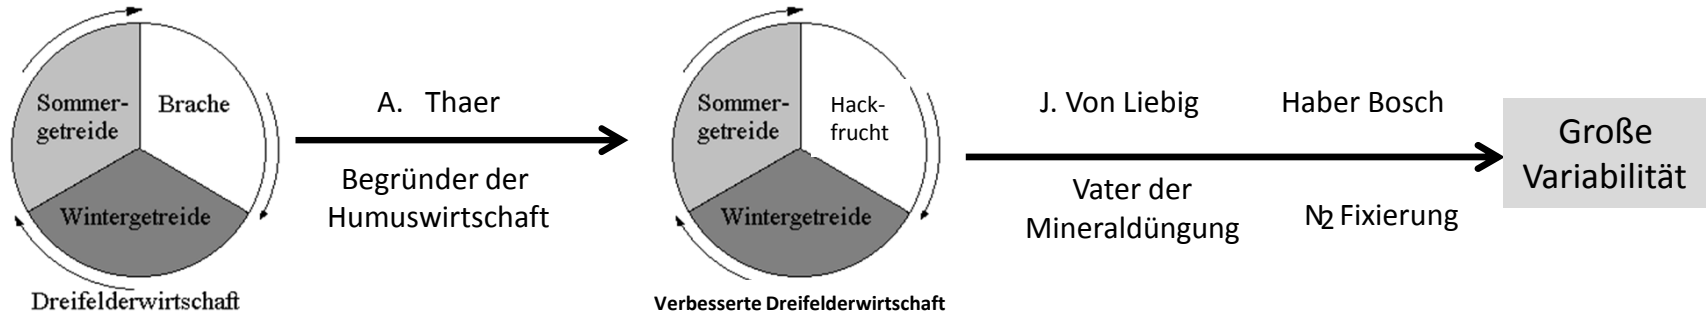 Sommer-
getreide
Brache
Wintergetreide
Dreifelderwirtschaft
A. Thaer
Begründer der
Humuswirtschaft
Sommer-
getreide
Hack-
frucht
Wintergetreide
Verbesserte Dreifelderwirtschaft
J. Von Liebig
Vater der
Mineraldüngung
Haber Bosch
N2 Fixierung
Große
Variabilität